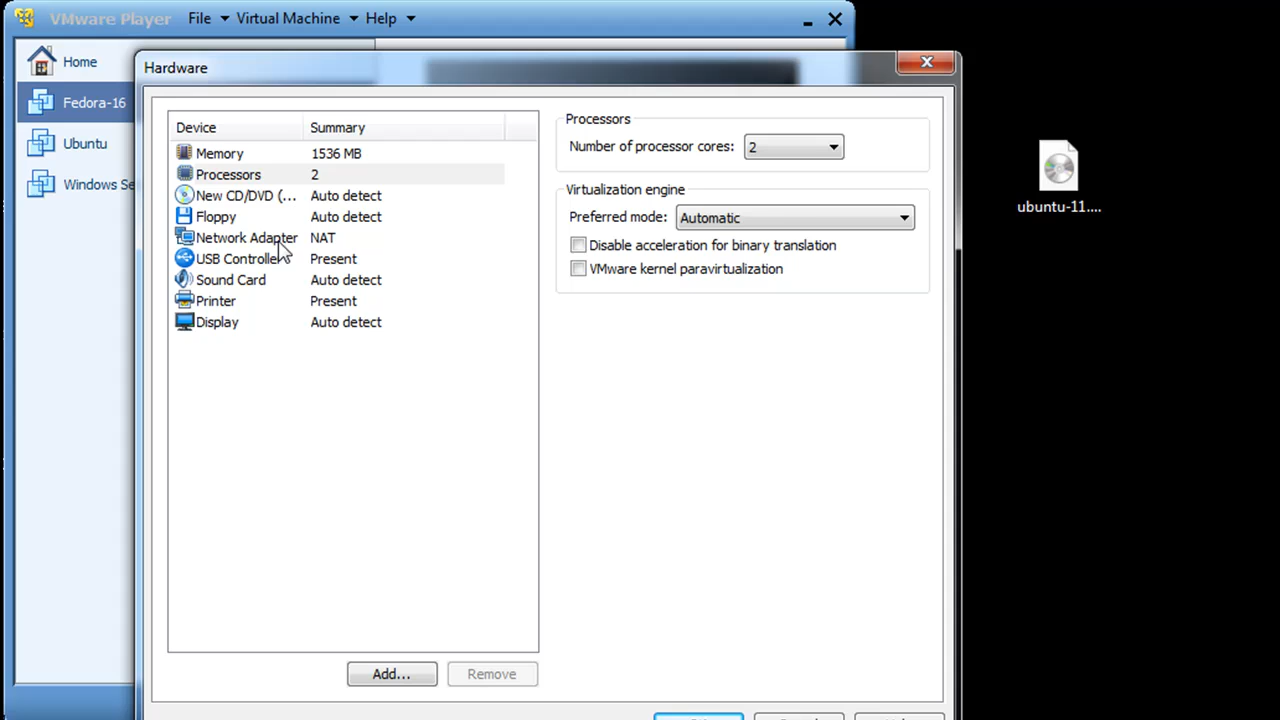 VMware Player File Virtual Machine Help
Home
Fedora-16
Ubuntu
Windows Se
Hardware
Device Summary
Memory 1536 MB
Processors 2
New CD/DVD (... Auto detect
Floppy Auto detect
Network Adapter NAT
USB Controller Present
Sound Card Auto detect
Printer Present
Display Auto detect
Add...
Remove
Processors
Number of processor cores: 2
Virtualization engine
Preferred mode: Automatic
Disable acceleration for binary translation
VMware kernel paravirtualization
ubuntu-11....